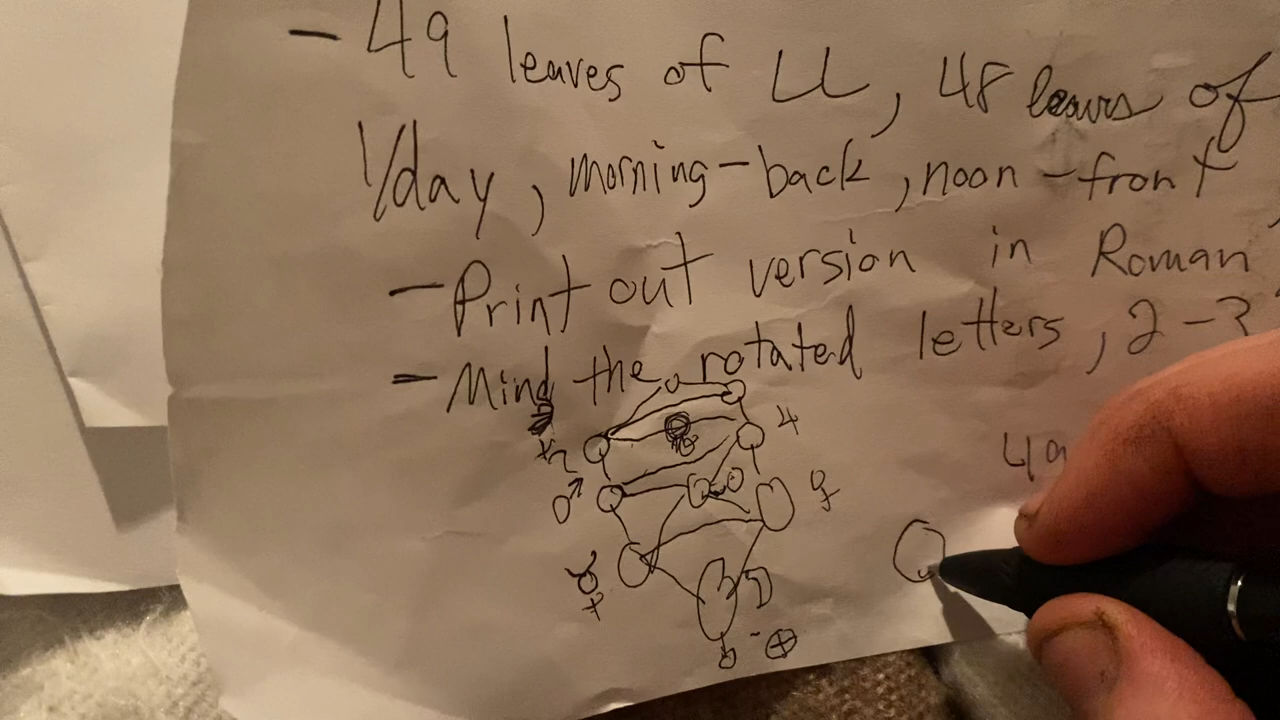 - 49 leaves of LL, 48 leaves of
1/day, morning-back, noon-front,
- Print out version in Roman
- Mind the rotated letters, 2-3
♄ ♃
♂ ♀
☿
⊕
49